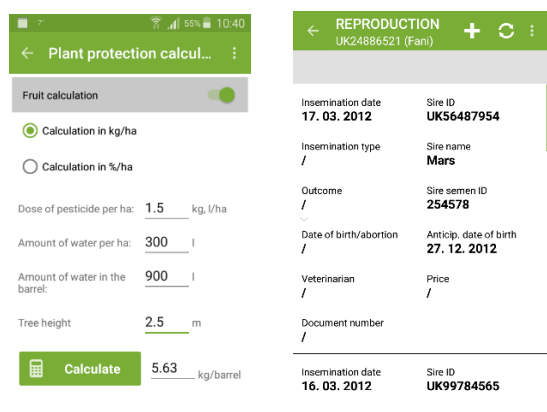 7" 55% 10:40
Plant protection calcul...
Fruit calculation
Calculation in kg/ha
Calculation in %/ha
Dose of pesticide per ha: 1.5 kg, l/ha
Amount of water per ha: 300 l
Amount of water in the barrel: 900 l
Tree height 2.5 m
Calculate 5.63 kg/barrel
REPRODUCTION
UK24886521 (Fani)
Insemination date Sire ID
17. 03. 2012 UK56487954
Insemination type Sire name
/ Mars
Outcome Sire semen ID
/ 254578
Date of birth/abortion Anticip. date of birth
/ 27. 12. 2012
Veterinarian Price
/ /
Document number
/
Insemination date Sire ID
16. 03. 2012 UK99784565